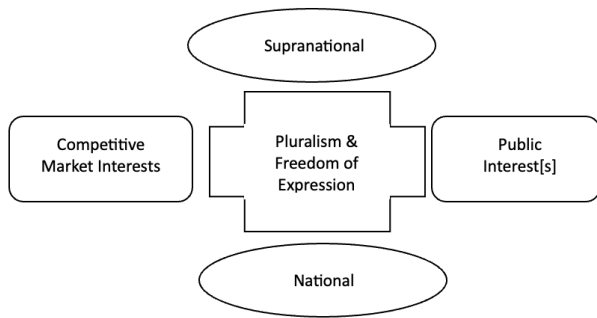 Supranational
Competitive
Market Interests
Pluralism &
Freedom of
Expression
Public
Interest[s]
National